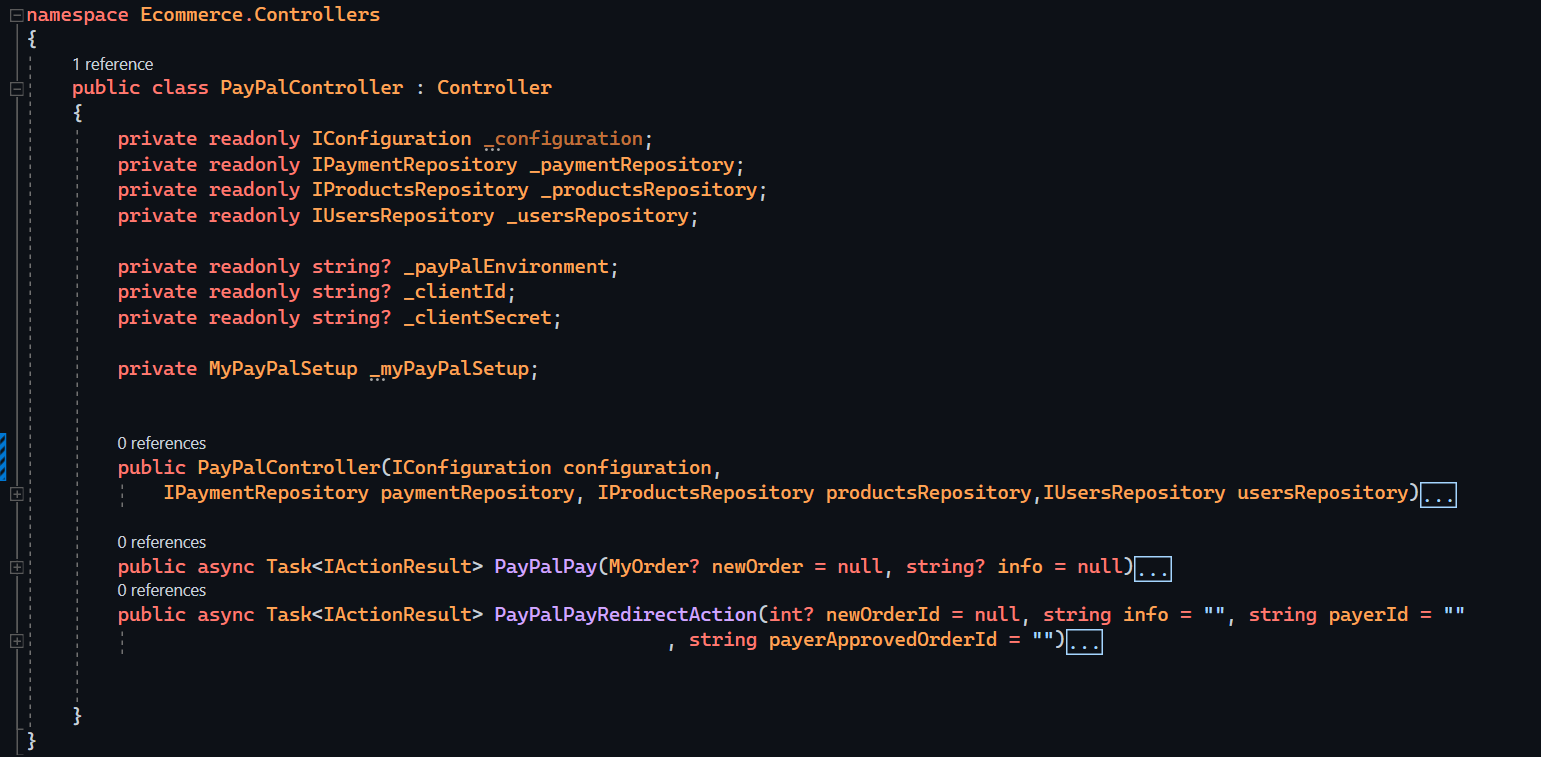 namespace Ecommerce.Controllers
{
1 reference
public class PayPalController : Controller
{
private readonly IConfiguration _configuration;
private readonly IPaymentRepository _paymentRepository;
private readonly IProductsRepository _productsRepository;
private readonly IUsersRepository _usersRepository;
private readonly string? _payPalEnvironment;
private readonly string? _clientId;
private readonly string? _clientSecret;
private MyPayPalSetup _myPayPalSetup;
0 references
public PayPalController(IConfiguration configuration,
IPaymentRepository paymentRepository, IProductsRepository productsRepository,IUsersRepository usersRepository)...
0 references
public async Task<IActionResult> PayPalPay(MyOrder? newOrder = null, string? info = null)...
0 references
public async Task<IActionResult> PayPalPayRedirectAction(int? newOrderId = null, string info = "", string payerId = ""
, string payerApprovedOrderId = "")...
}
}